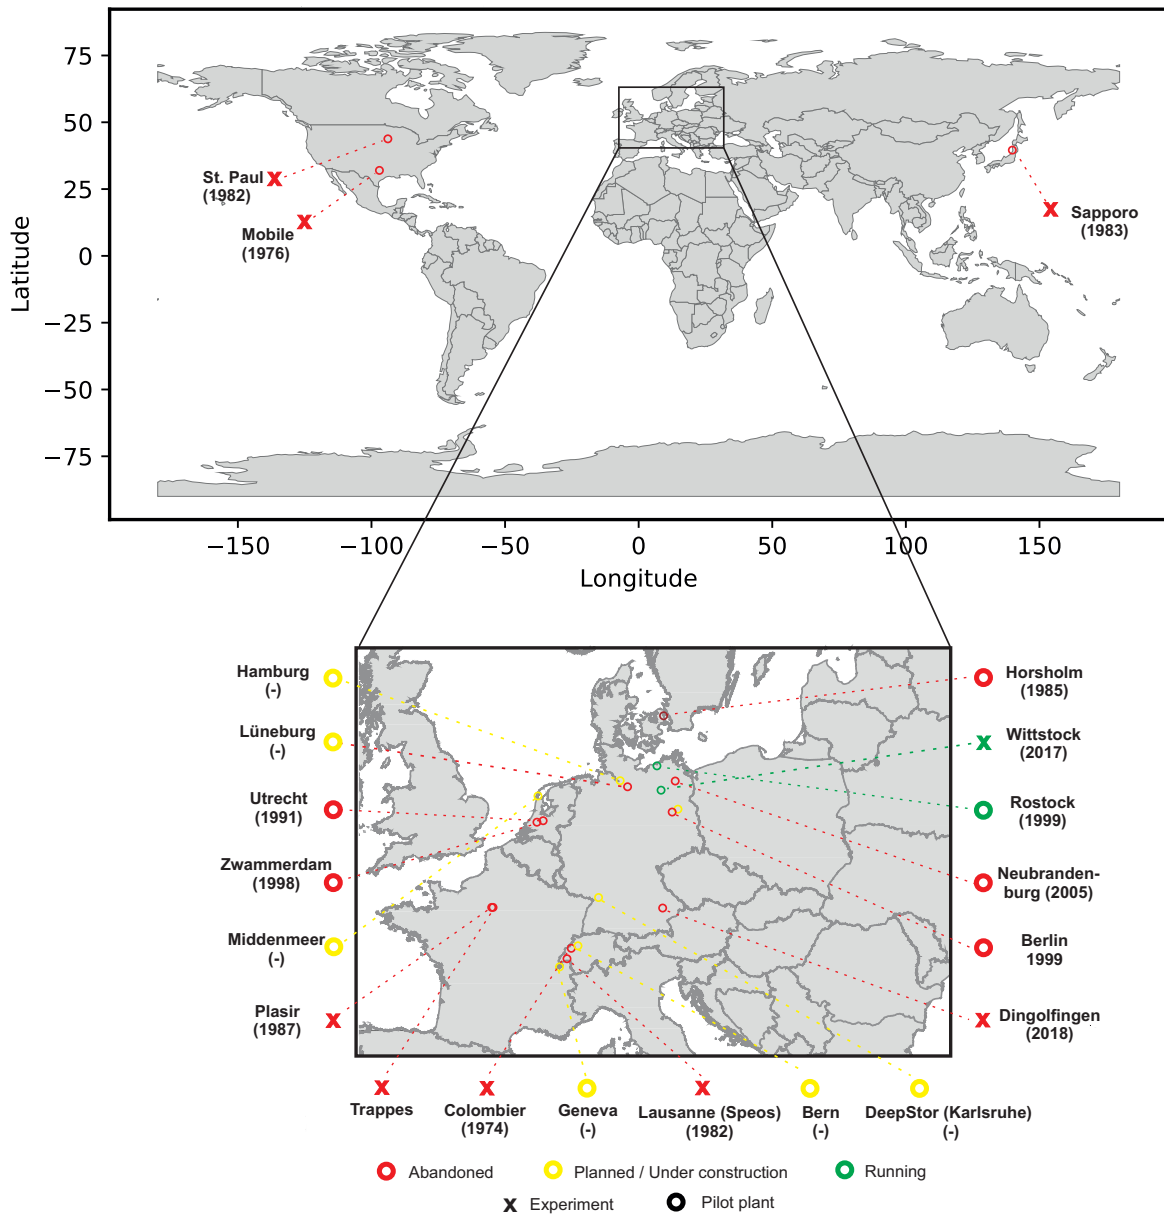 75
50
25
0
−25
−50
−75
Latitude
St. Paul
(1982)
Mobile
(1976)
Sapporo
(1983)
−150
−100
−50
0
50
100
150
Longitude
Hamburg
(-)
Lüneburg
(-)
Utrecht
(1991)
Zwammerdam
(1998)
Middenmeer
(-)
Plasir
(1987)
Horsholm
(1985)
Wittstock
(2017)
Rostock
(1999)
Neubranden-
burg (2005)
Berlin
1999
Dingolfingen
(2018)
Trappes
Colombier
(1974)
Geneva
(-)
Lausanne (Speos)
(1982)
Bern
(-)
DeepStor (Karlsruhe)
(-)
Abandoned
Planned / Under construction
Running
x Experiment
Pilot plant